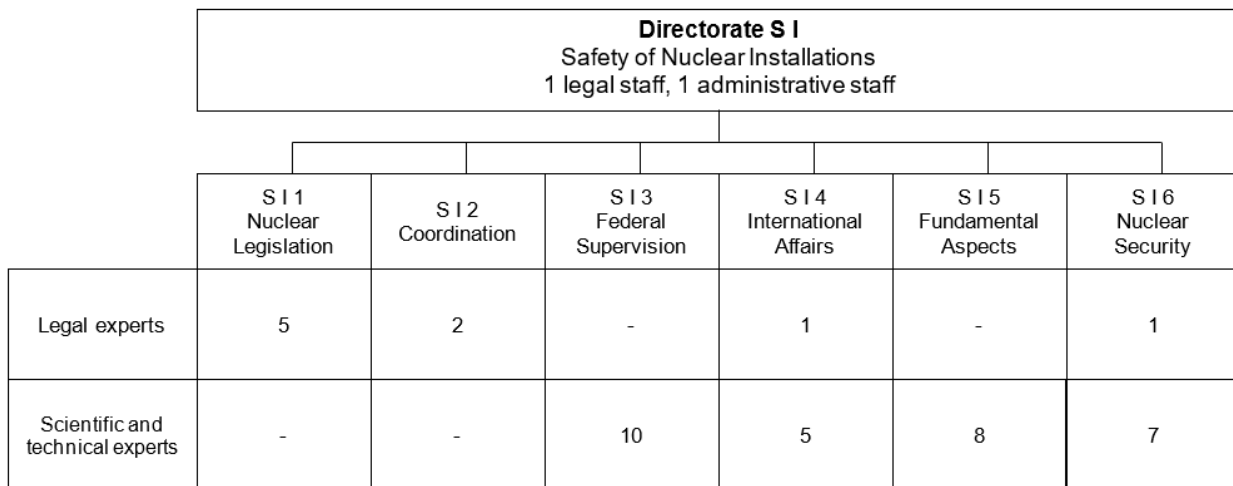 Directorate S I
Safety of Nuclear Installations
1 legal staff, 1 administrative staff
S I 1
Nuclear
Legislation
S I 2
Coordination
S I 3
Federal
Supervision
S I 4
International
Affairs
S I 5
Fundamental
Aspects
S I 6
Nuclear
Security
Legal experts
5
2
-
1
-
1
Scientific and
technical experts
-
-
10
5
8
7